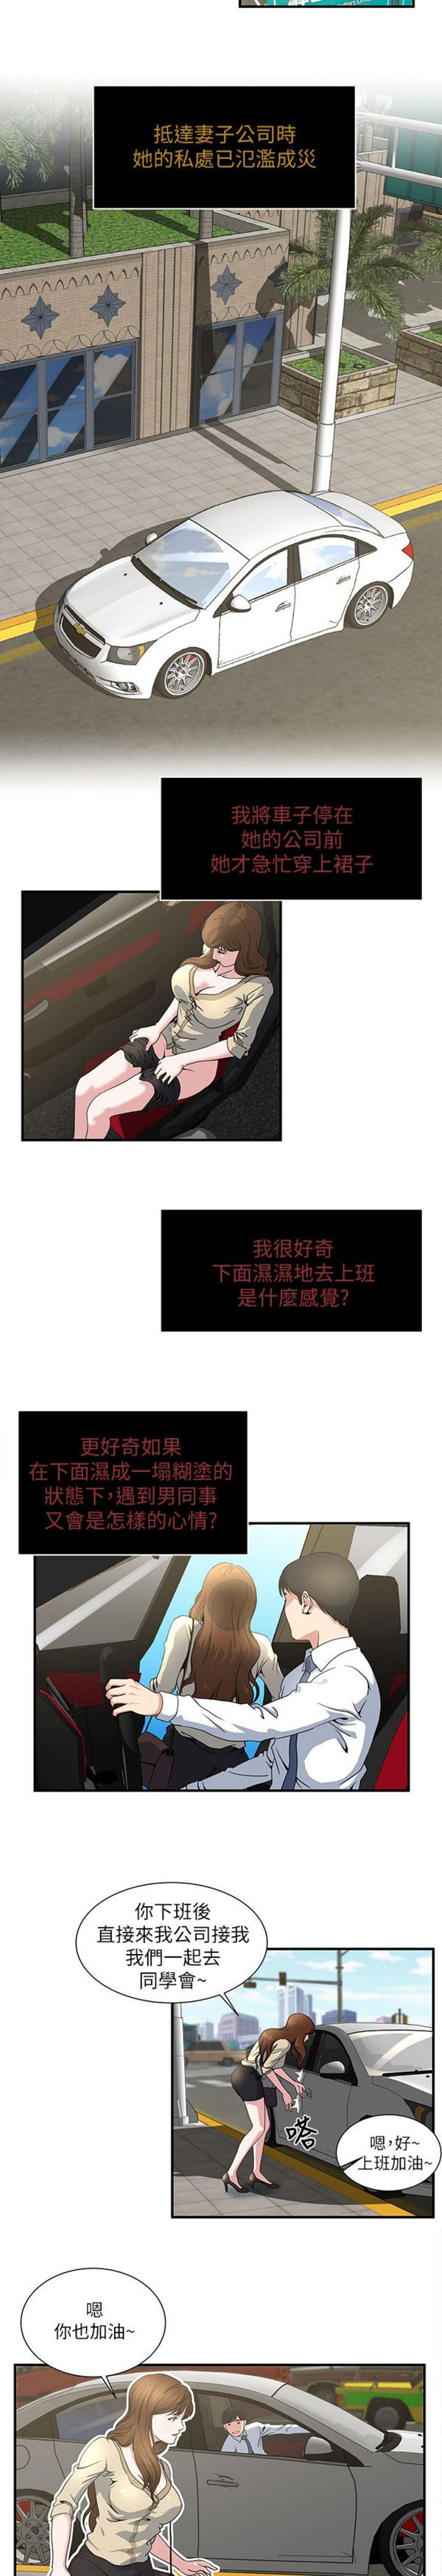 抵達妻子公司時
她的私處已氾濫成災
我將車子停在
她的公司前
她才急忙穿上裙子
我很好奇
下面濕濕地去上班
是什麼感覺?
更好奇如果
在下面濕成一塌糊塗的
狀態下,遇到男同事
又會是怎樣的心情?
你下班後
直接來我公司接我
我們一起去
同學會~
嗒
嗯,好~
上班加油~
嗯
你也加油~